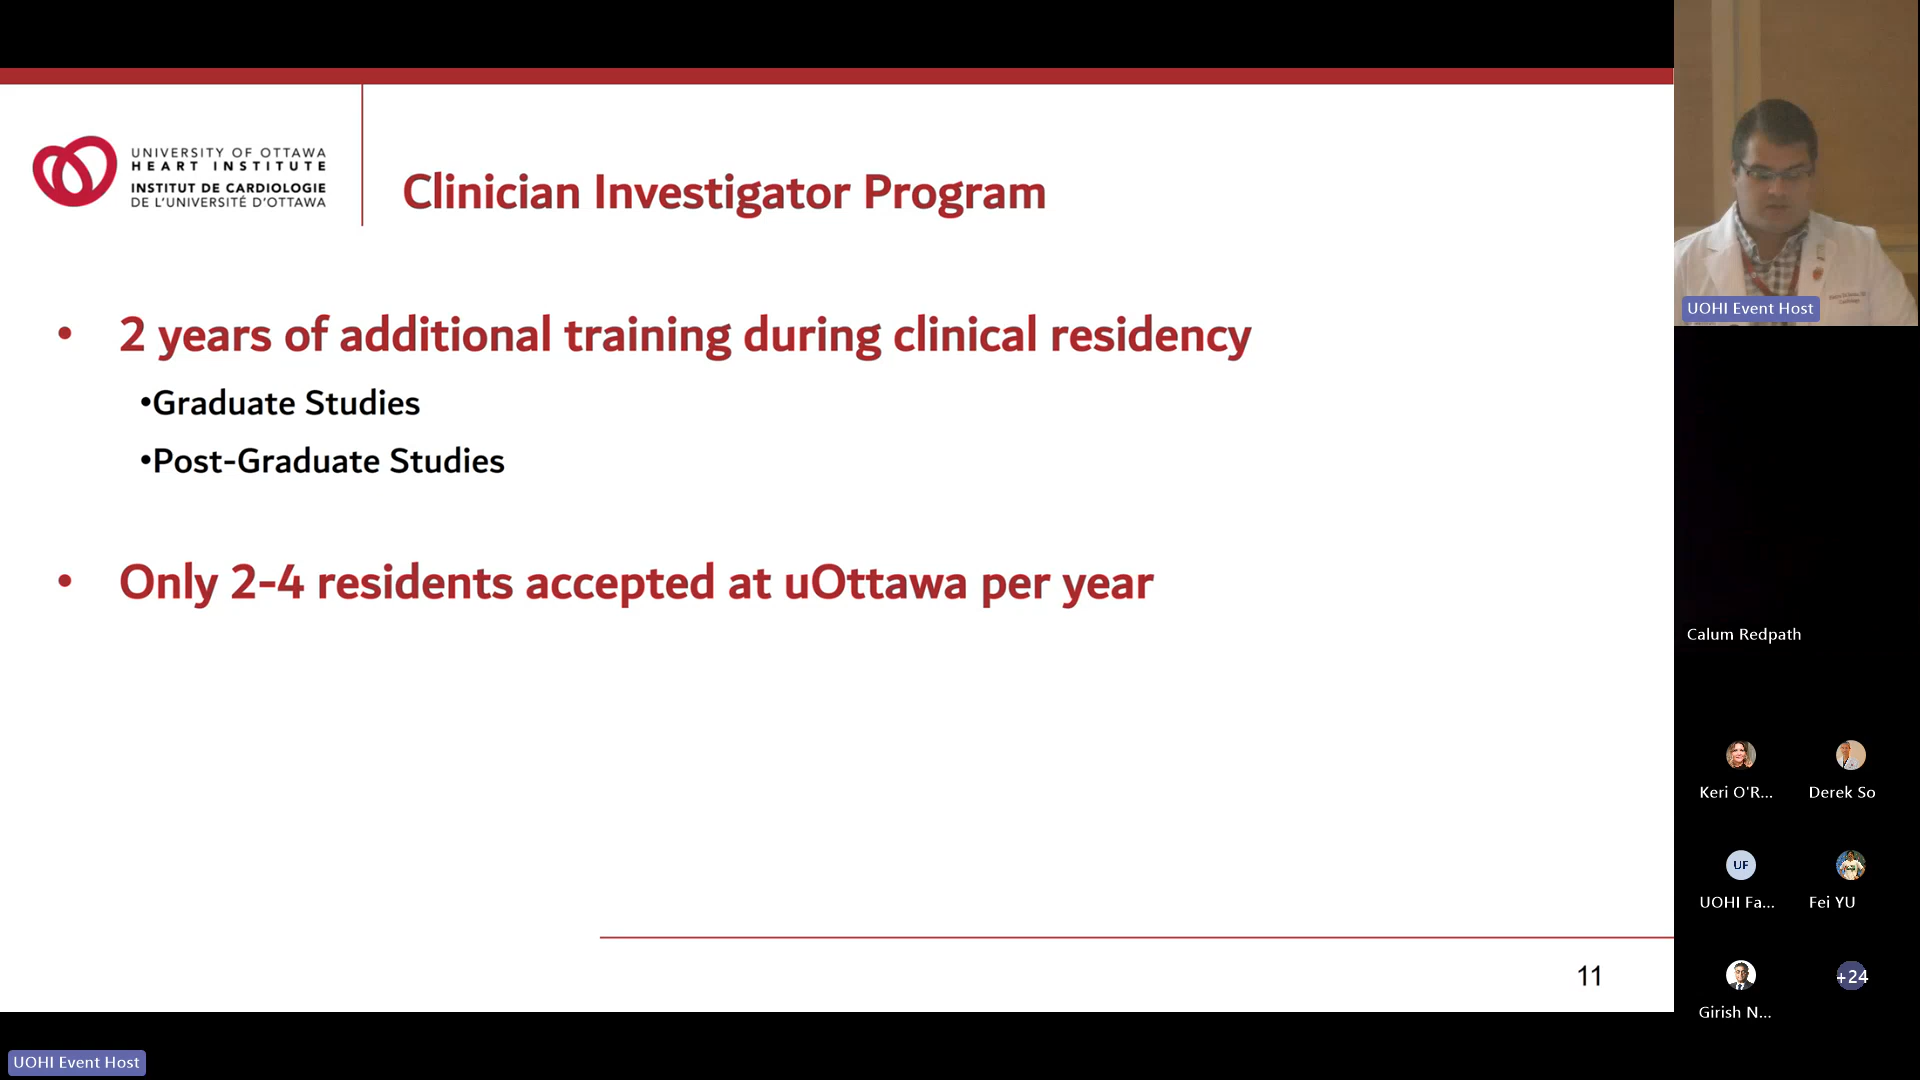 UNIVERSITY OF OTTAWA
HEART INSTITUTE
INSTITUT DE CARDIOLOGIE
DE L'UNIVERSITÉ D'OTTAWA
Clinician Investigator Program
• 2 years of additional training during clinical residency
•Graduate Studies
•Post-Graduate Studies
• Only 2-4 residents accepted at uOttawa per year
11
UOHI Event Host
Calum Redpath
Keri O'R...
Derek So
UF
UOHI Fa...
Fei YU
Girish N...
+24
UOHI Event Host